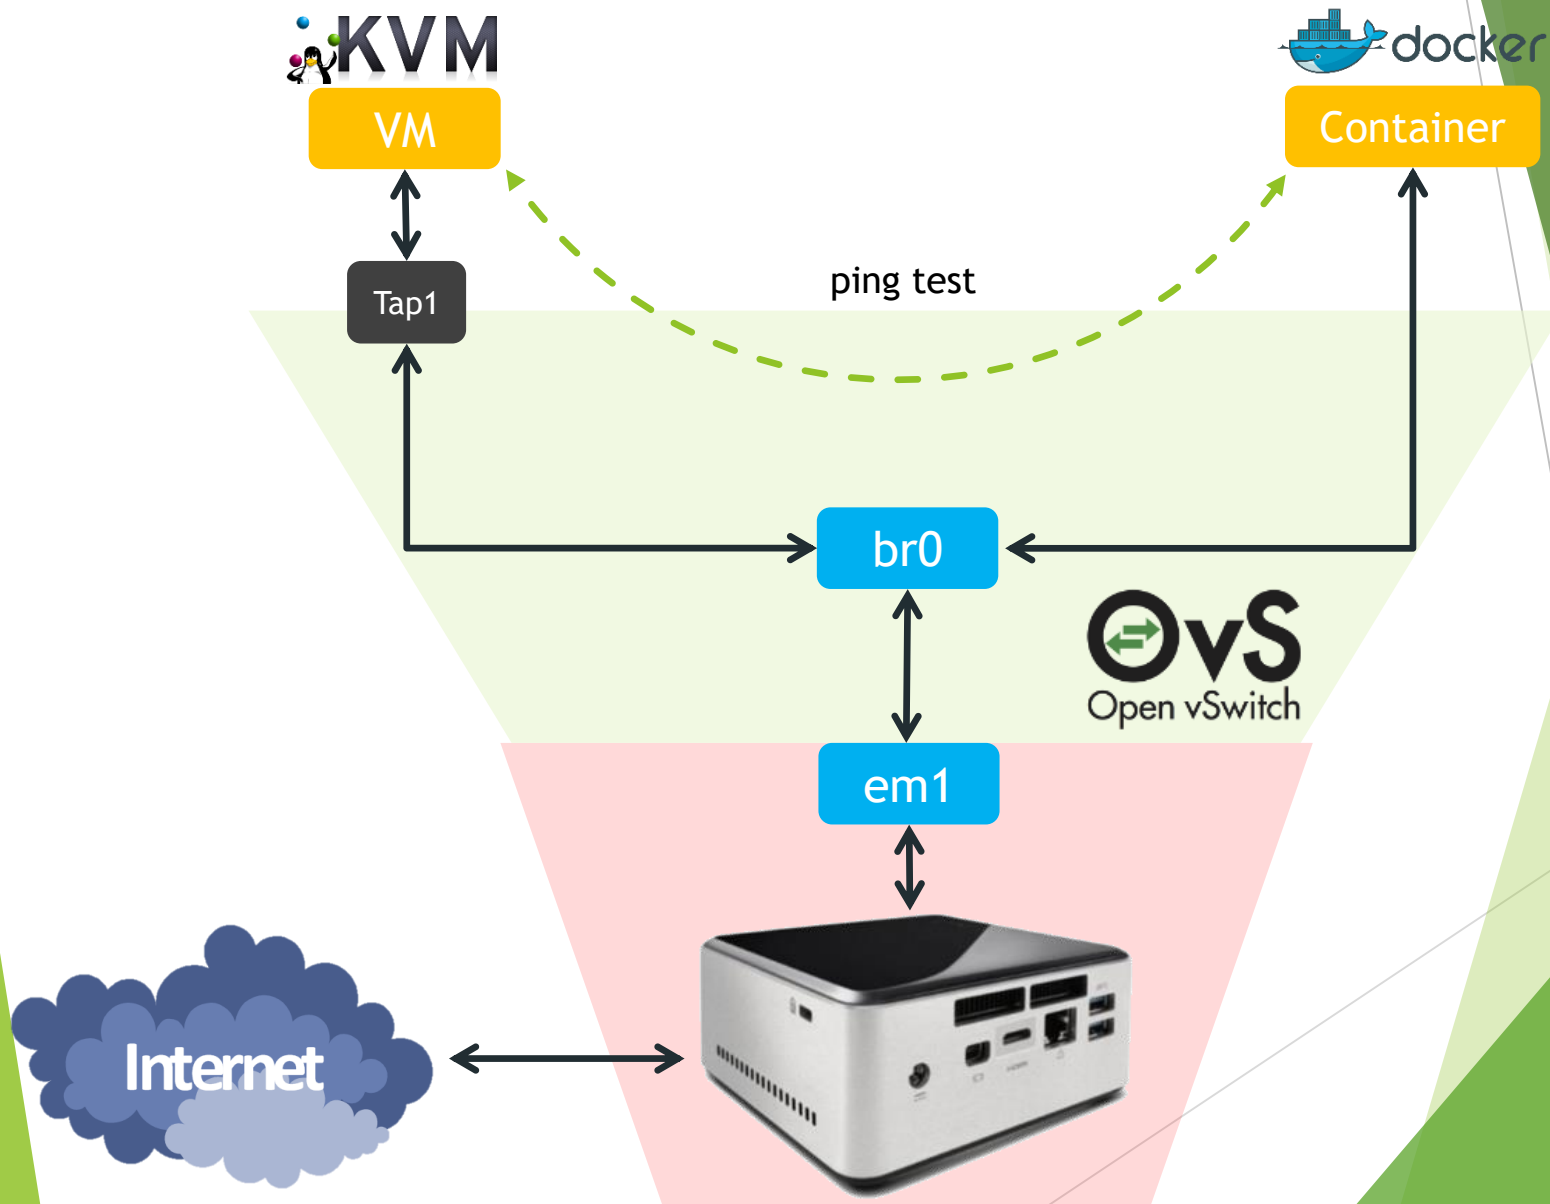 KVM
docker
VM
Container
ping test
Tap1
br0
OvS
Open vSwitch
em1
Internet